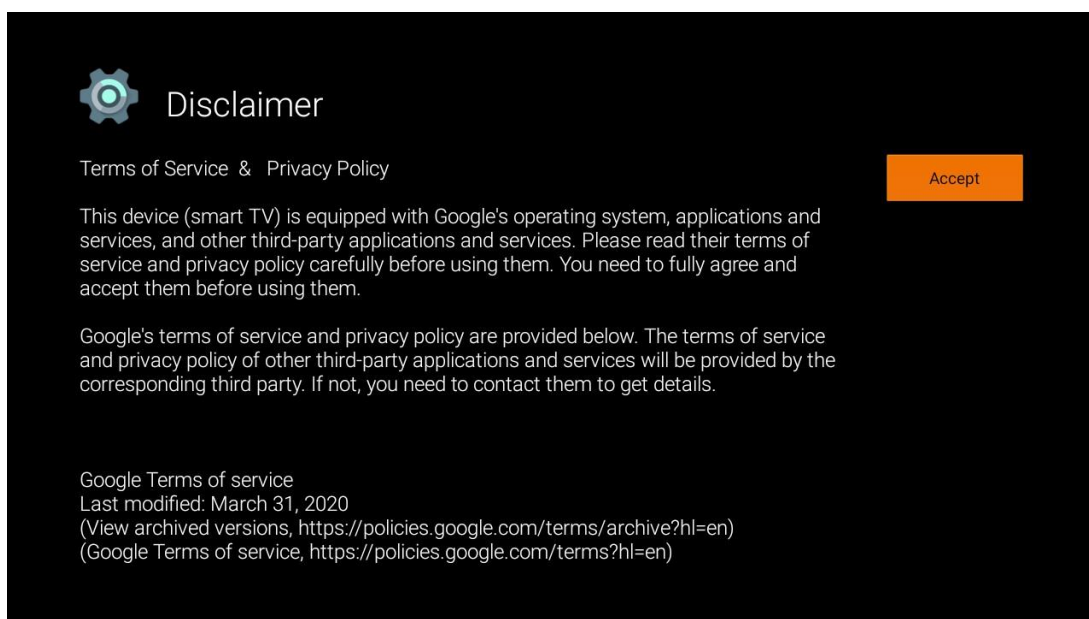 Disclaimer
Terms of Service & Privacy Policy
Accept
This device (smart TV) is equipped with Google's operating system, applications and
services, and other third-party applications and services. Please read their terms of
service and privacy policy carefully before using them. You need to fully agree and
accept them before using them.
Google's terms of service and privacy policy are provided below. The terms of service
and privacy policy of other third-party applications and services will be provided by the
corresponding third party. If not, you need to contact them to get details.
Google Terms of service
Last modified: March 31, 2020
(View archived versions, https://policies.google.com/terms/archive?hl=en)
(Google Terms of service, https://policies.google.com/terms?hl=en)